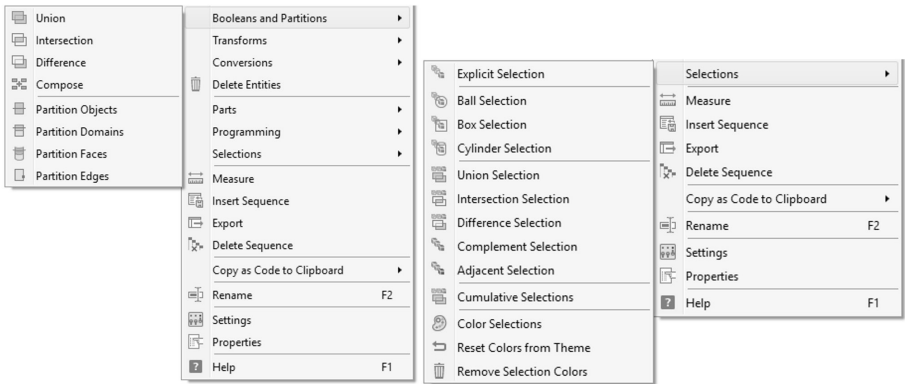 Union
Intersection
Difference
Compose
Partition Objects
Partition Domains
Partition Faces
Partition Edges
Booleans and Partitions
Transforms
Conversions
Delete Entities
Parts
Programming
Selections
Measure
Insert Sequence
Export
Delete Sequence
Copy as Code to Clipboard
Rename F2
Settings
Properties
Help F1
Explicit Selection
Ball Selection
Box Selection
Cylinder Selection
Union Selection
Intersection Selection
Difference Selection
Complement Selection
Adjacent Selection
Cumulative Selections
Color Selections
Reset Colors from Theme
Remove Selection Colors
Selections
Measure
Insert Sequence
Export
Delete Sequence
Copy as Code to Clipboard
Rename F2
Settings
Properties
Help F1